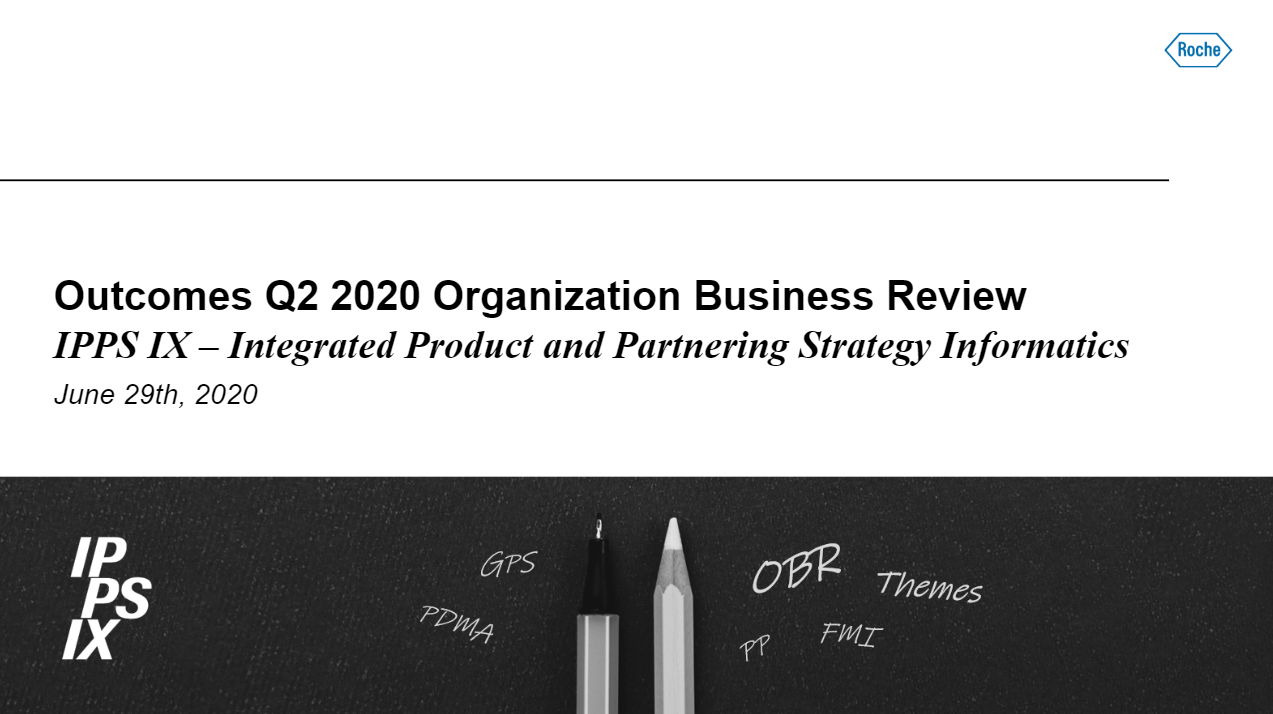 Roche
Outcomes Q2 2020 Organization Business Review
IPPS IX – Integrated Product and Partnering Strategy Informatics
June 29th, 2020
IP
PS
IX
GPS
PDMA
OBR
Themes
PP
FMI